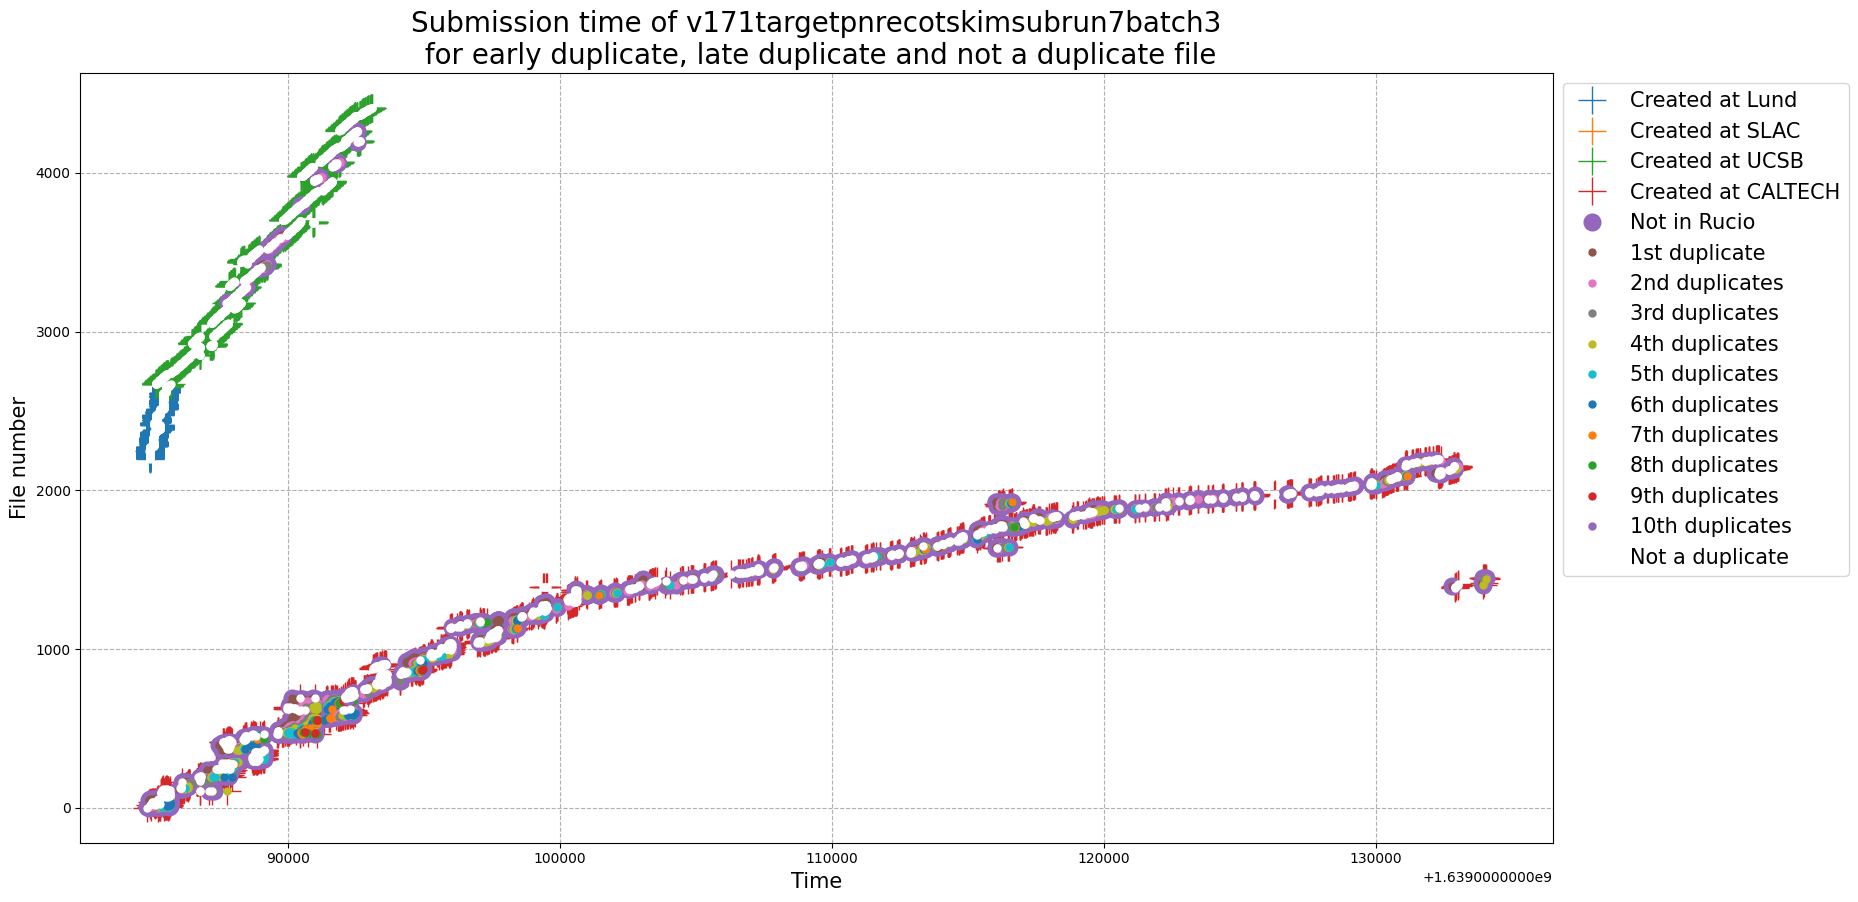 Submission time of v171targetpnrecotskimsubrun7batch3
for early duplicate, late duplicate and not a duplicate file
File number
4000
3000
2000
1000
0
90000
100000
110000
120000
130000
Time
+1.6390000000e9
Created at Lund
Created at SLAC
Created at UCSB
Created at CALTECH
Not in Rucio
1st duplicate
2nd duplicates
3rd duplicates
4th duplicates
5th duplicates
6th duplicates
7th duplicates
8th duplicates
9th duplicates
10th duplicates
Not a duplicate